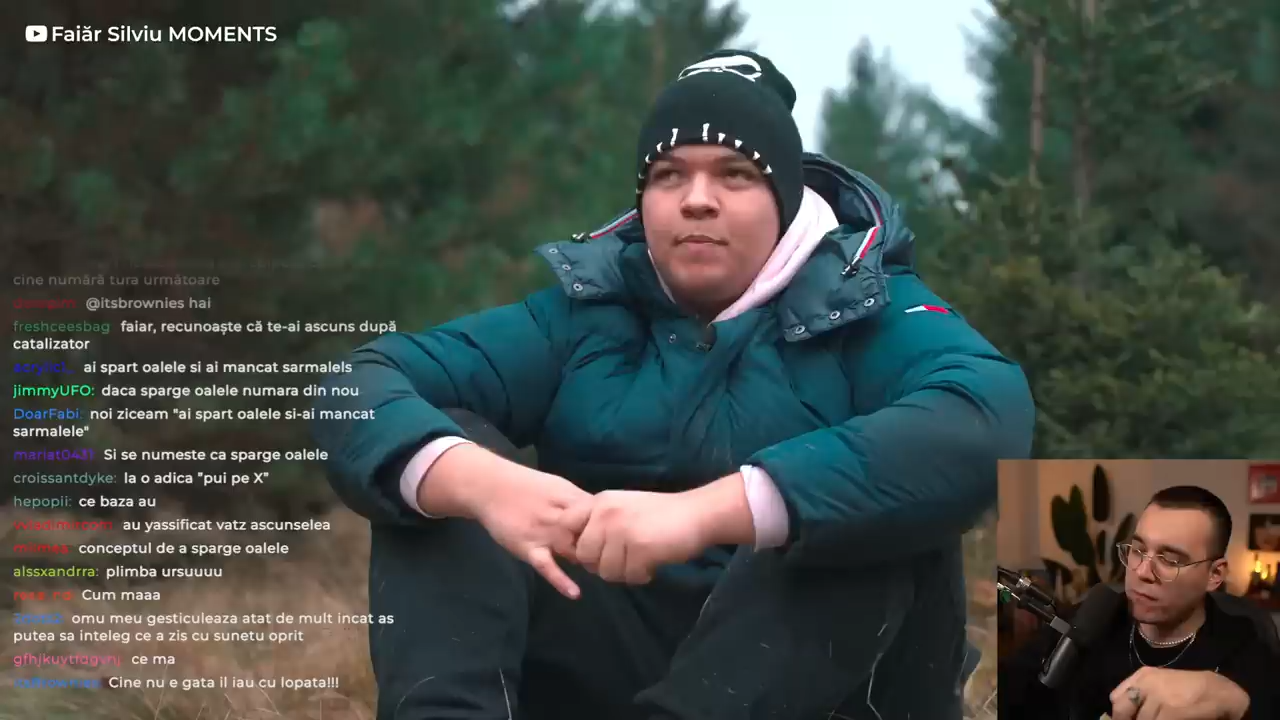 Faiăr Silviu MOMENTS
cine numără tura următoare
@itsbrownies hai
freshceesbag faiar, recunoaște că te-ai ascuns după
catalizator
ai spart oalele si ai mancat sarmalels
jimmyUFO: daca sparge oalele numara din nou
DoarFabi: noi ziceam "ai spart oalele si-ai mancat
sarmalele"
mariat0431 Si se numeste ca sparge oalele
croissantdyke: la o adica "pui pe X"
hepopii: ce baza au
au yassificat vatz ascunselea
conceptul de a sparge oalele
alssxandrra: plimba ursuuuu
Cum maaa
omu meu gesticuleaza atat de mult incat as
putea sa inteleg ce a zis cu sunetu oprit
ce ma
Cine nu e gata il iau cu lopata!!!